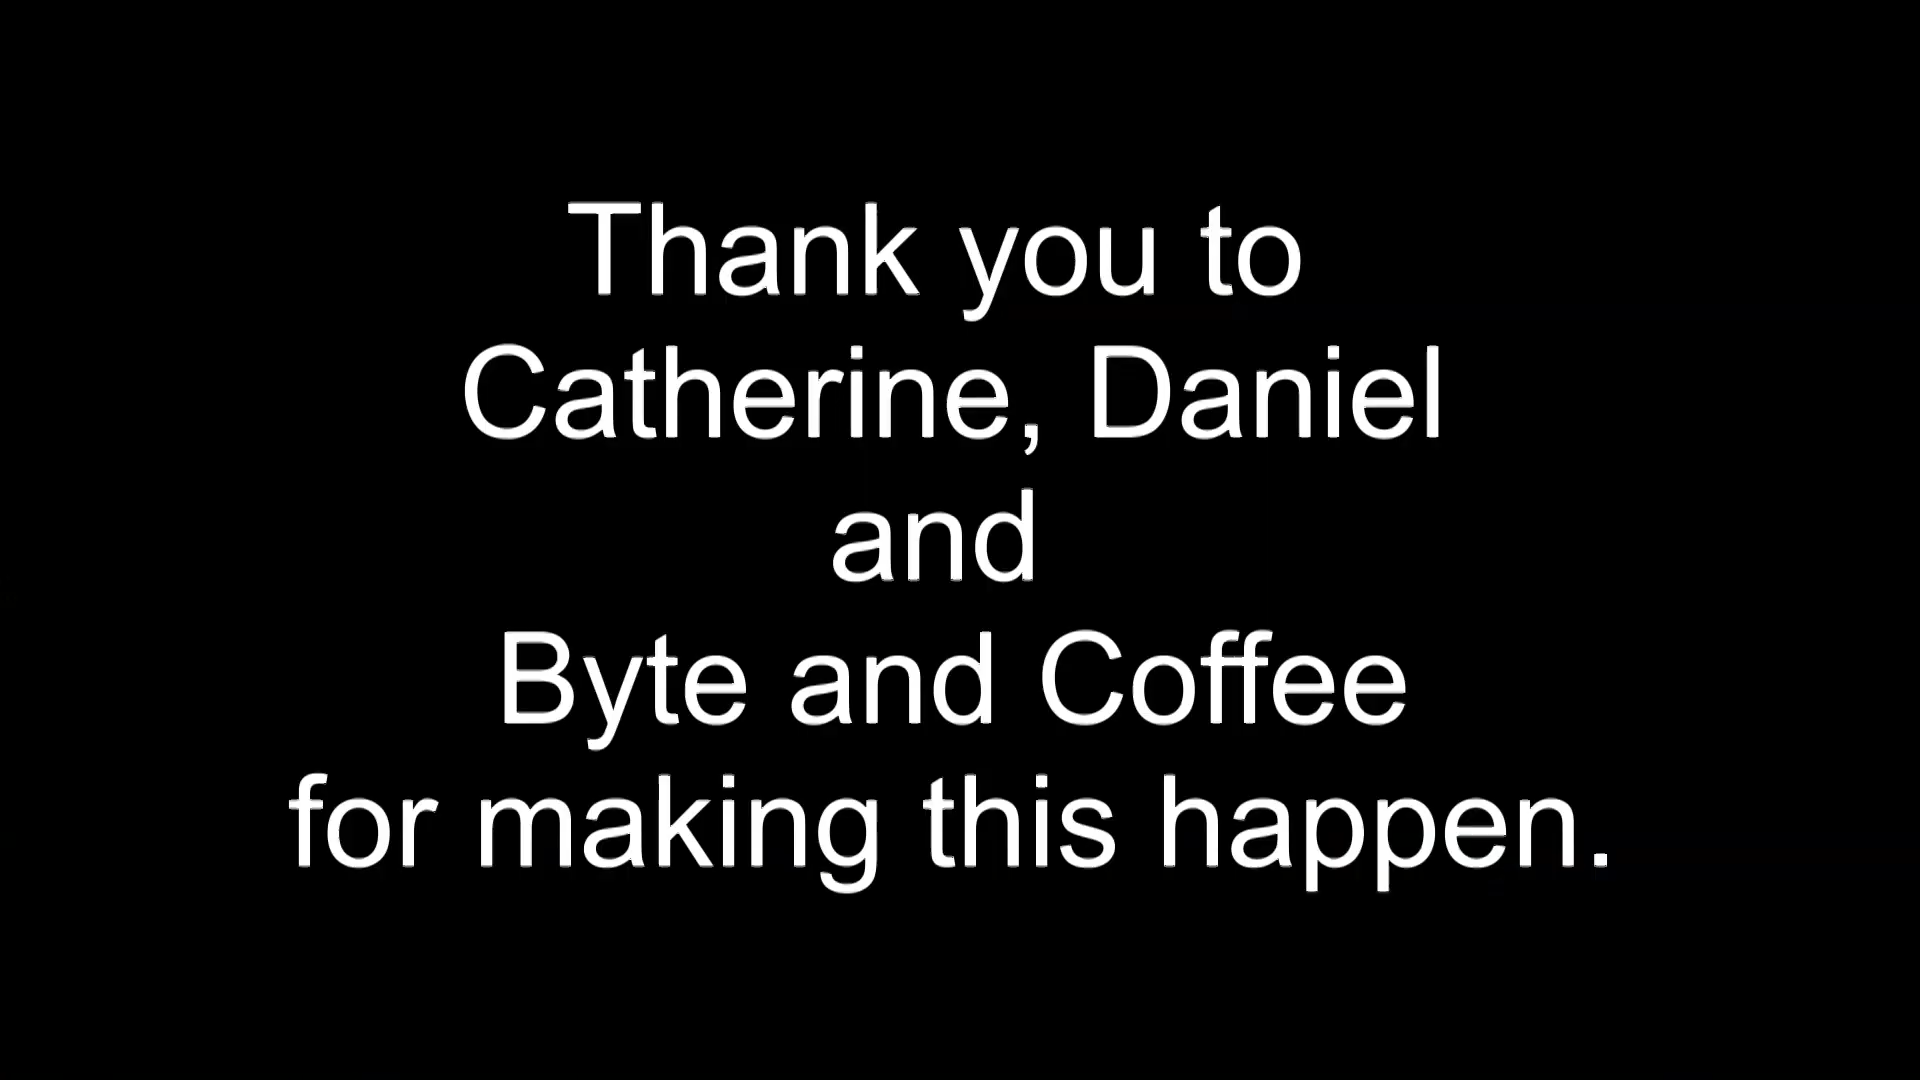 Thank you to
Catherine, Daniel
and
Byte and Coffee
for making this happen.